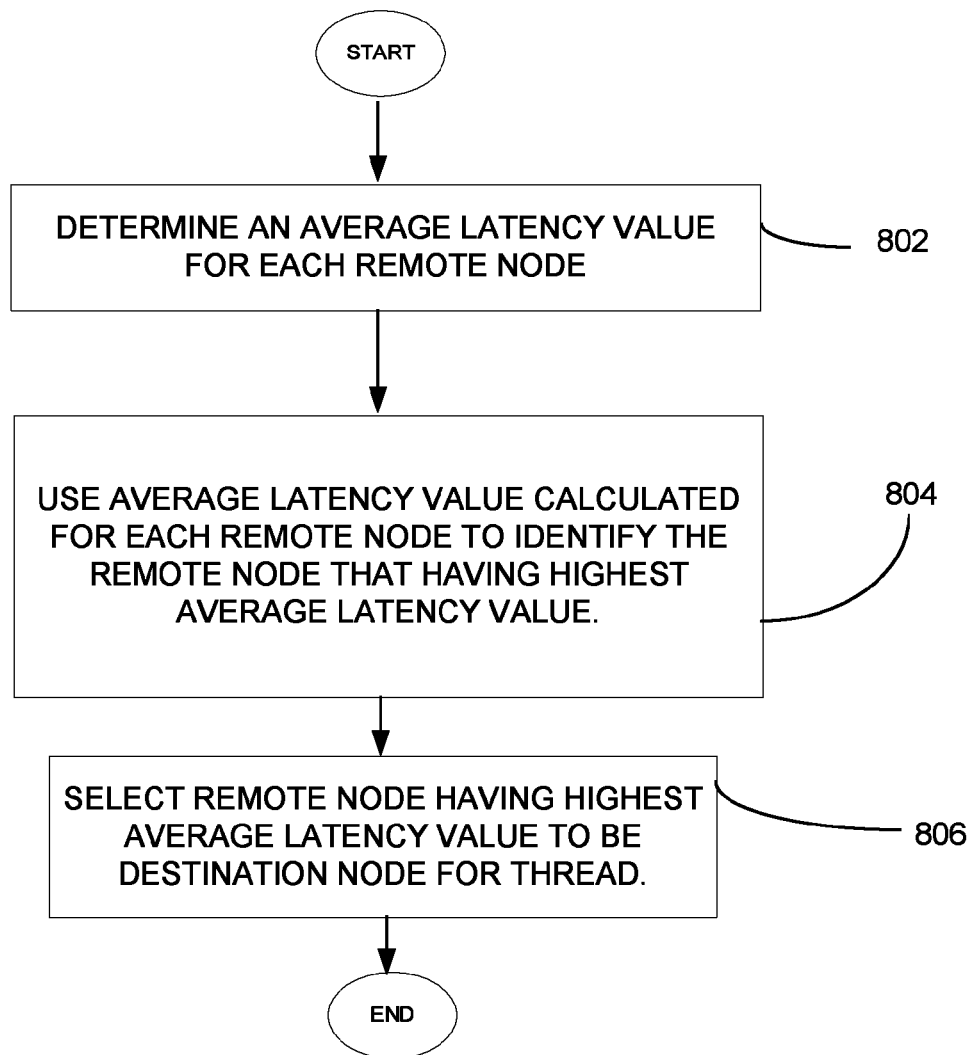 START
DETERMINE AN AVERAGE LATENCY VALUE
FOR EACH REMOTE NODE
802
USE AVERAGE LATENCY VALUE CALCULATED
FOR EACH REMOTE NODE TO IDENTIFY THE
REMOTE NODE THAT HAVING HIGHEST
AVERAGE LATENCY VALUE.
804
SELECT REMOTE NODE HAVING HIGHEST
AVERAGE LATENCY VALUE TO BE
DESTINATION NODE FOR THREAD.
806
END